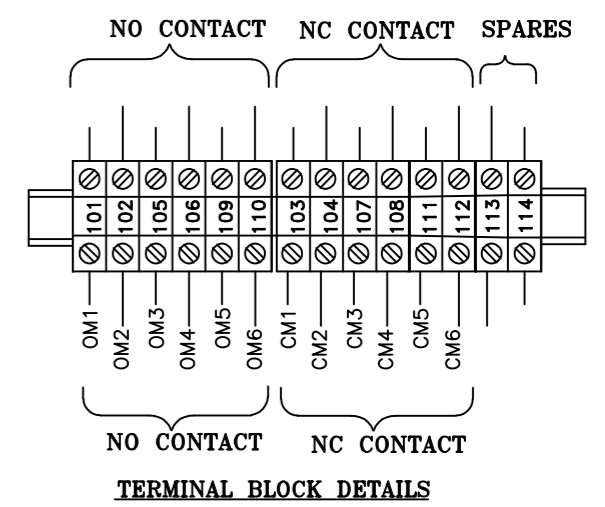 NO CONTACT NC CONTACT SPARES
101 102 105 106 109 110 103 104 107 108 111 112 113 114
OM1 OM2 OM3 OM4 OM5 OM6 CM1 CM2 CM3 CM4 CM5 CM6
NO CONTACT NC CONTACT
TERMINAL BLOCK DETAILS